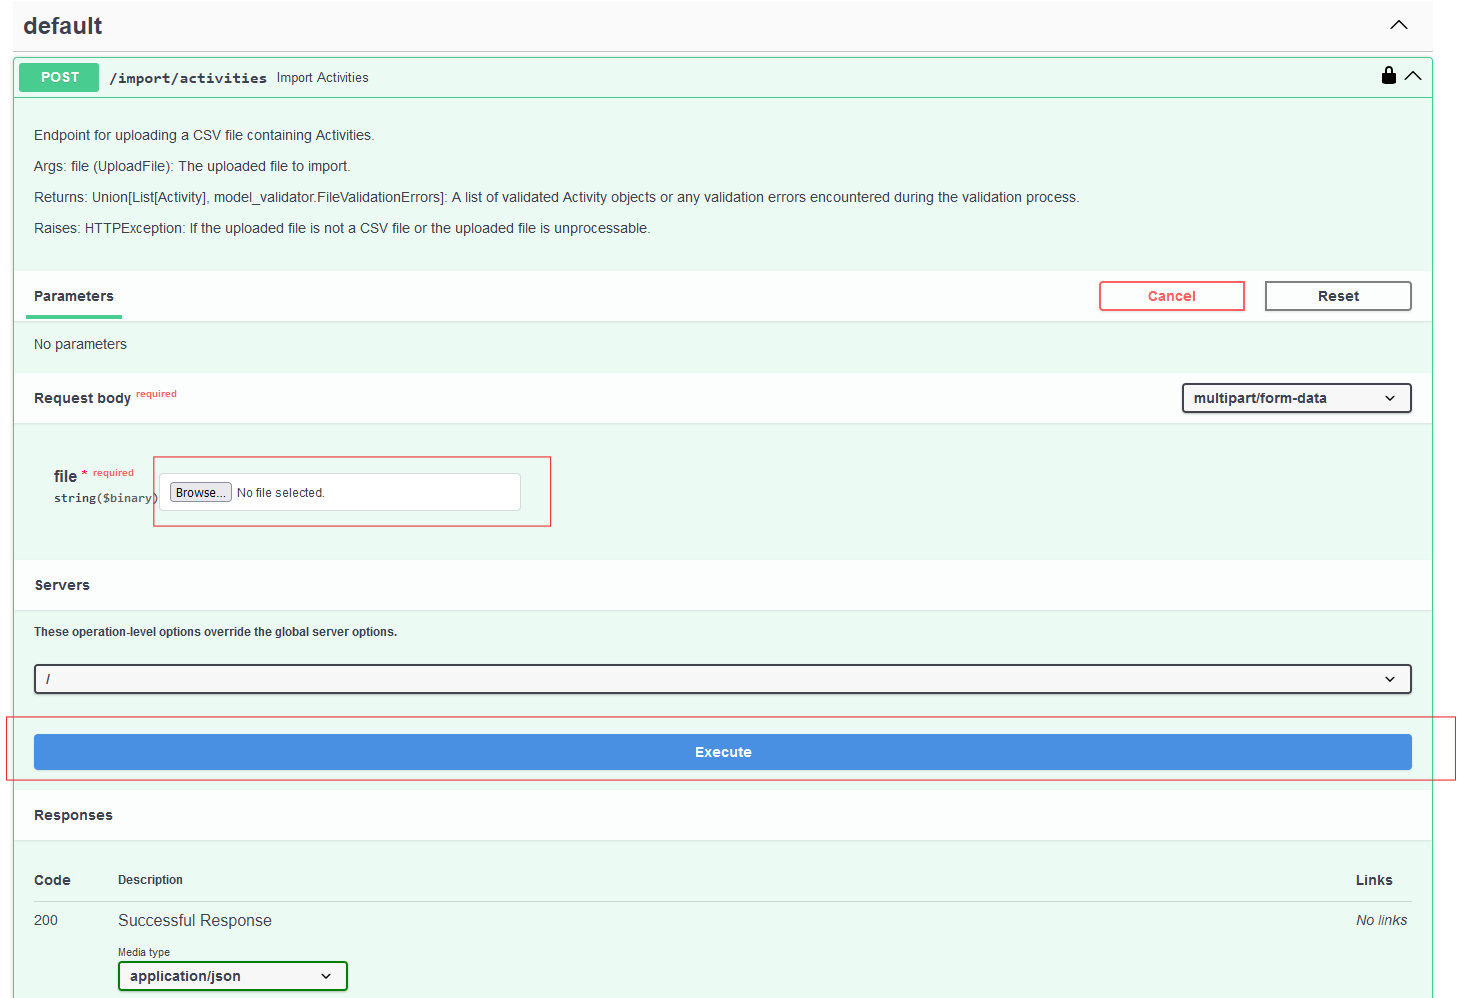 default
POST /import/activities Import Activities
Endpoint for uploading a CSV file containing Activities.
Args: file (UploadFile): The uploaded file to import.
Returns: Union[List[Activity], model_validator.FileValidationErrors]: A list of validated Activity objects or any validation errors encountered during the validation process.
Raises: HTTPException: If the uploaded file is not a CSV file or the uploaded file is unprocessable.
Parameters Cancel Reset
No parameters
Request body required multipart/form-data
file * required
string($binary) Browse... No file selected.
Servers
These operation-level options override the global server options.
/
Execute
Responses
Code Description Links
200 Successful Response No links
Media type
application/json